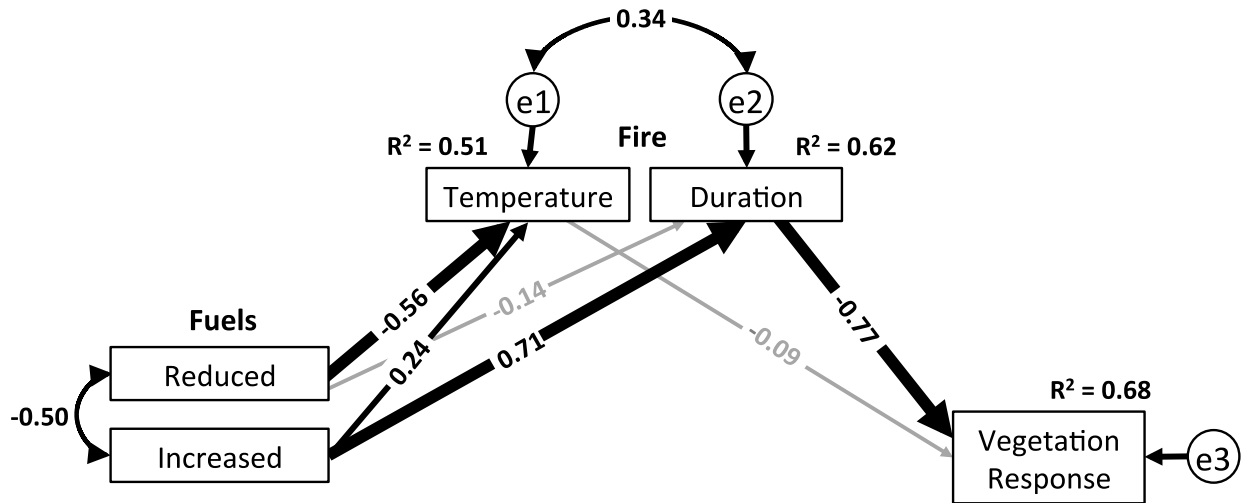 0.34
e1
e2
R² = 0.51
Fire
R² = 0.62
Temperature
Duration
-0.56
-0.14
0.24
0.71
-0.09
-0.77
Fuels
Reduced
-0.50
Increased
R² = 0.68
Vegetation
Response
e3